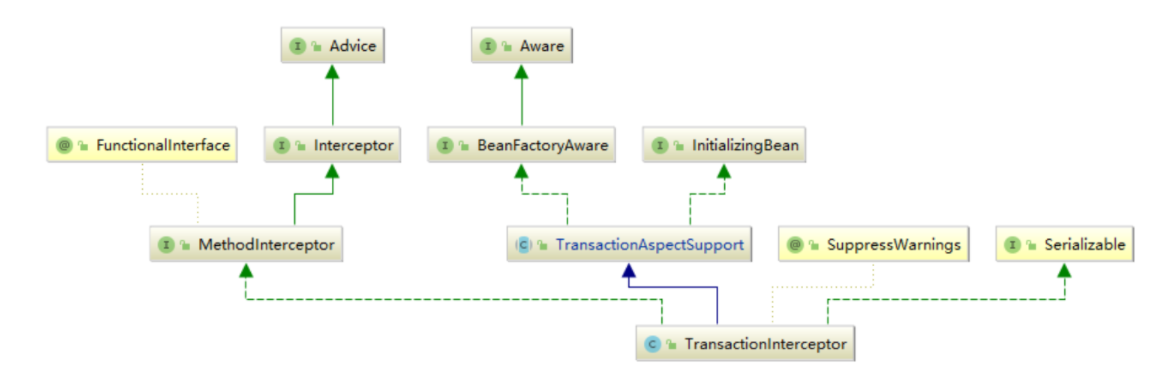 Advice
Aware
FunctionalInterface
Interceptor
BeanFactoryAware
InitializingBean
MethodInterceptor
TransactionAspectSupport
SuppressWarnings
Serializable
TransactionInterceptor